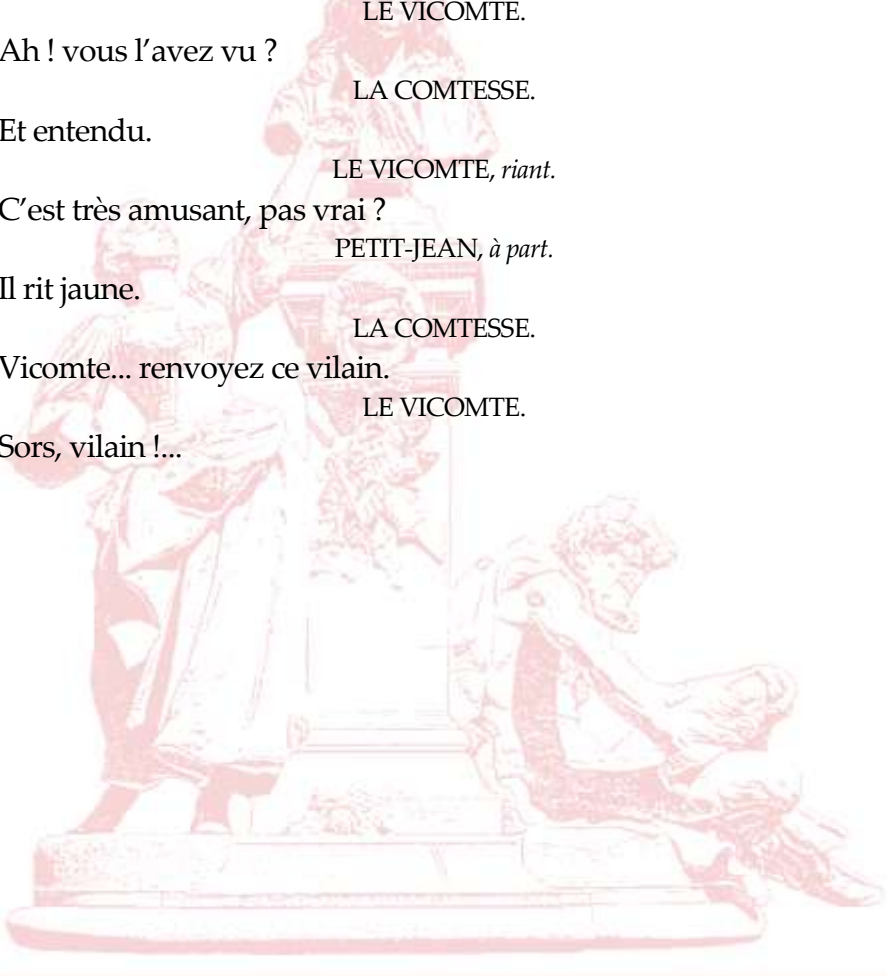 LE VICOMTE.
Ah ! vous l’avez vu ?
LA COMTESSE.
Et entendu.
LE VICOMTE, riant.
C’est très amusant, pas vrai ?
PETIT-JEAN, à part.
Il rit jaune.
LA COMTESSE.
Vicomte... renvoyez ce vilain.
LE VICOMTE.
Sors, vilain !...